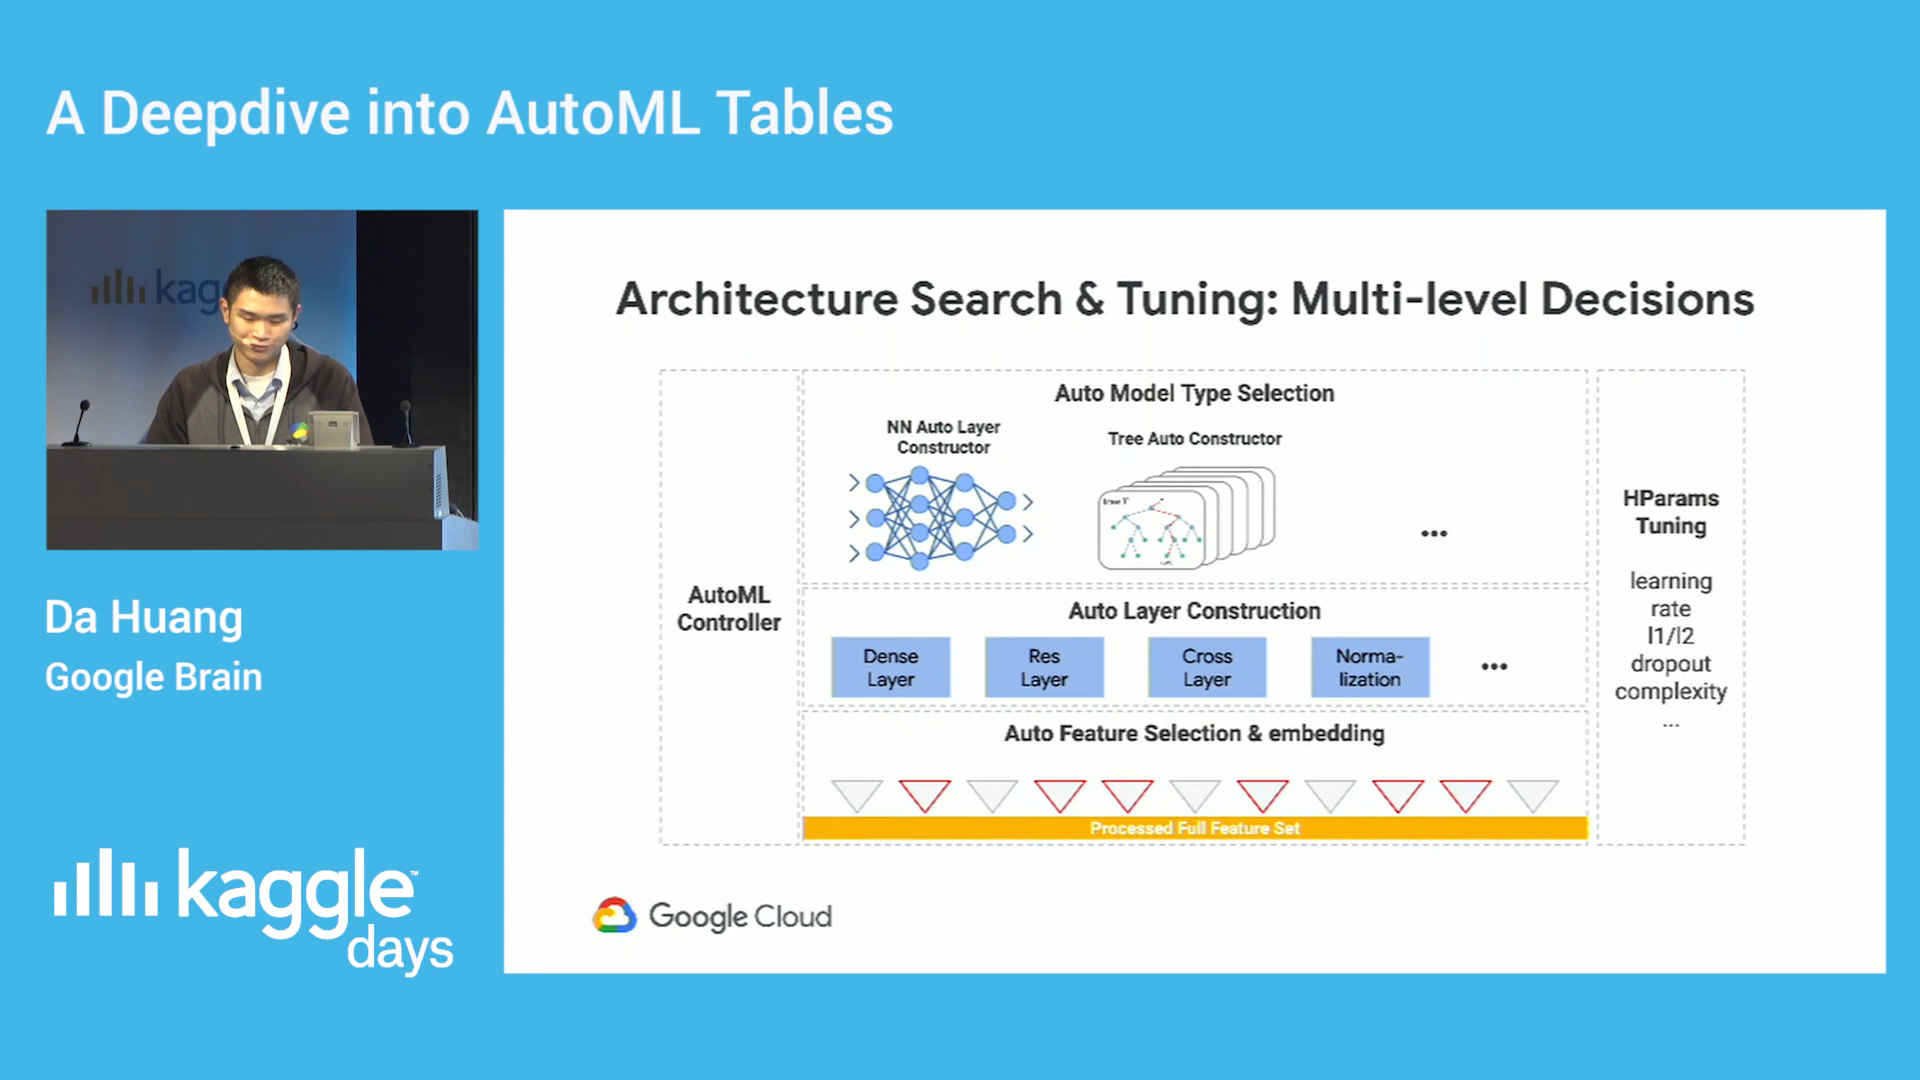 A Deepdive into AutoML Tables
kaggle
Architecture Search & Tuning: Multi-level Decisions
Auto Model Type Selection
NN Auto Layer
Constructor
Tree Auto Constructor
...
AutoML
Controller
Auto Layer Construction
Dense
Layer
Res
Layer
Cross
Layer
Norma-
lization
...
Auto Feature Selection & embedding
Processed Full Feature Set
HParams
Tuning
learning
rate
l1/l2
dropout
complexity
...
Google Cloud
Da Huang
Google Brain
kaggle™
days